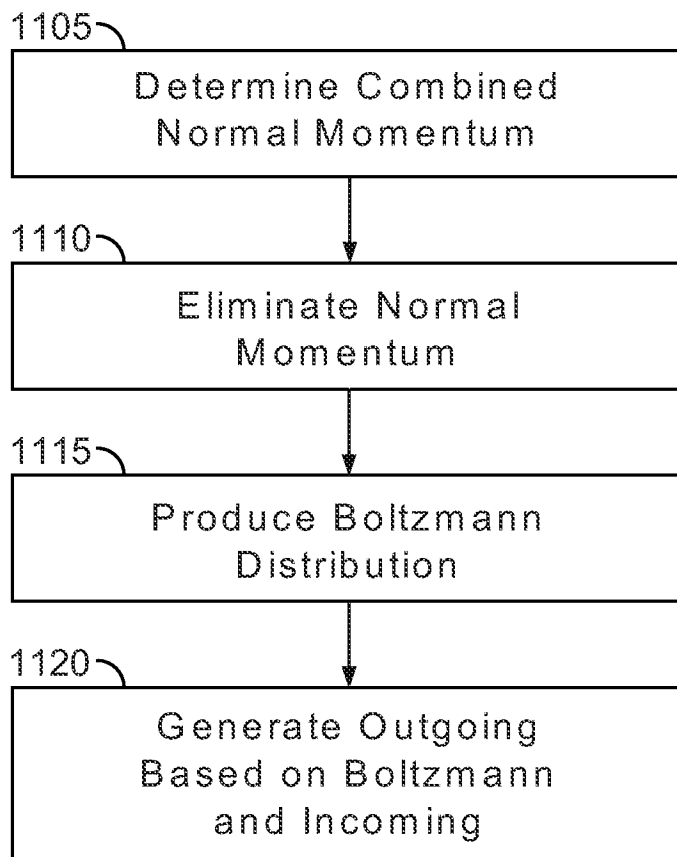 1105
Determine Combined
Normal Momentum
1110
Eliminate Normal
Momentum
1115
Produce Boltzmann
Distribution
1120
Generate Outgoing
Based on Boltzmann
and Incoming